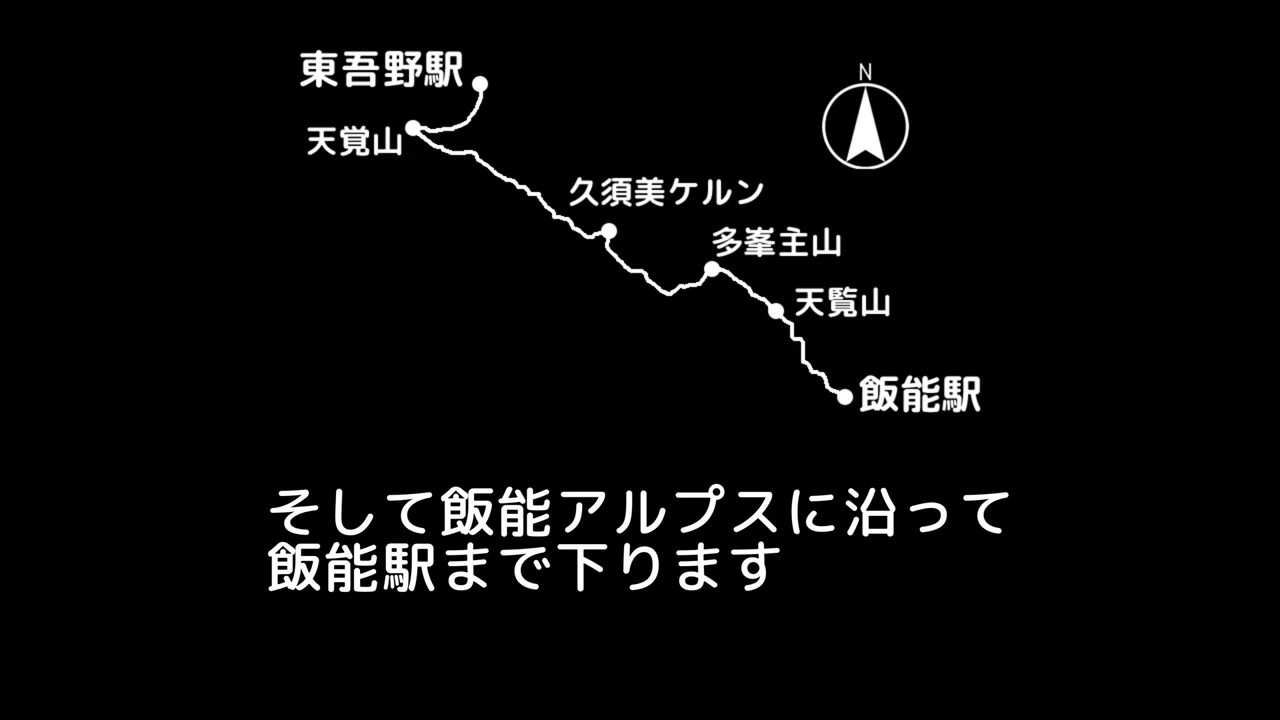 東吾野駅
N
天覚山
久須美ケルン
多峯主山
天覧山
飯能駅
そして飯能アルプスに沿って
飯能駅まで下ります